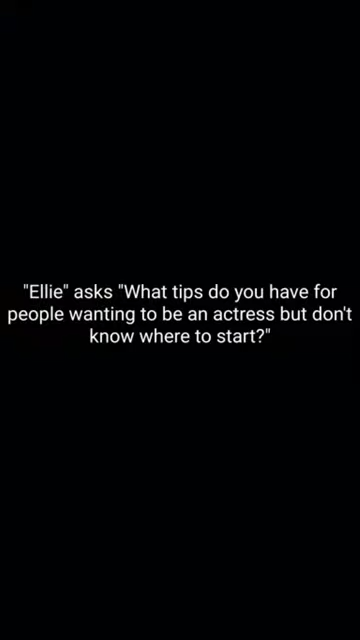 "Ellie" asks "What tips do you have for
people wanting to be an actress but don't
know where to start?"